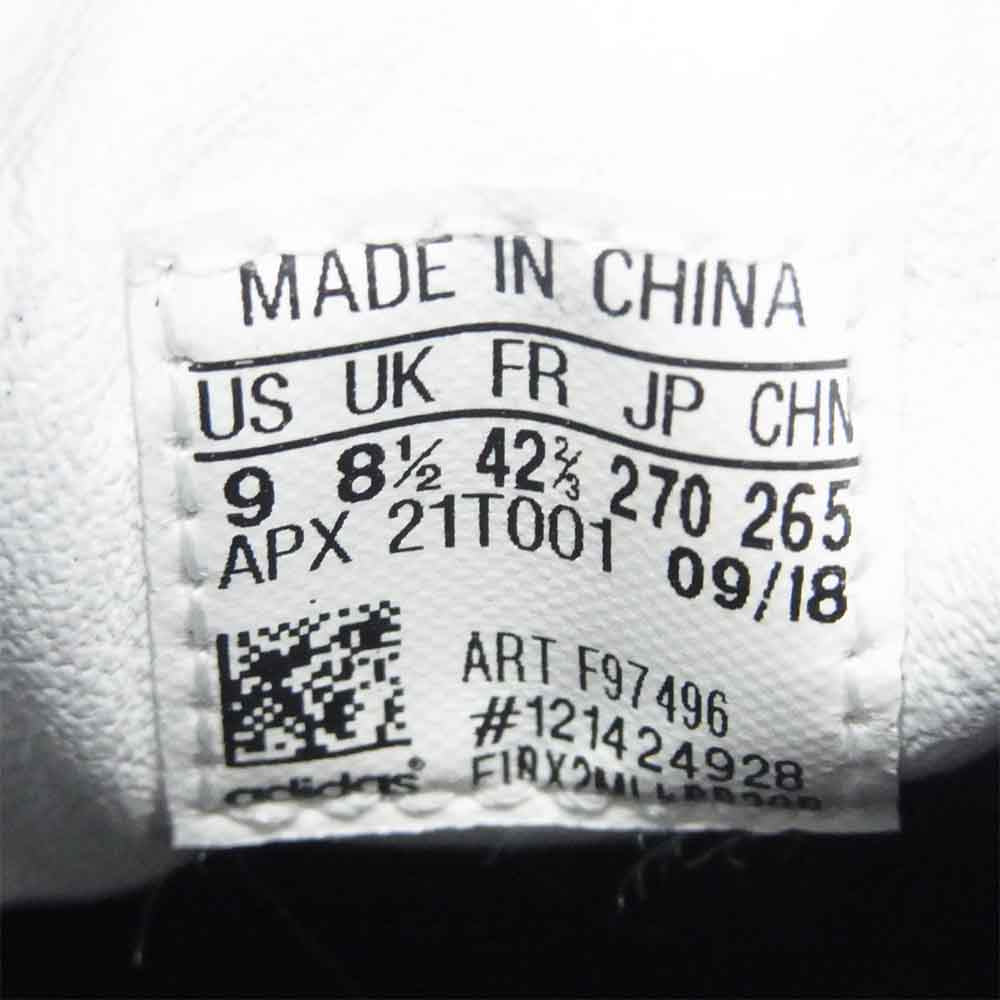 MADE IN CHINA
US UK FR JP CHN
9 8½ 42⅔ 270 265
APX 21T001 09/18
ART F97496
#121424928
adidas®